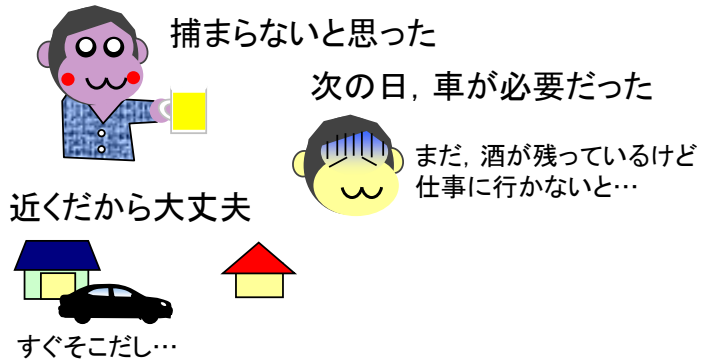 捕まらないと思った
次の日，車が必要だった
まだ，酒が残っているけど
仕事に行かないと…
近くだから大丈夫
すぐそこだし…